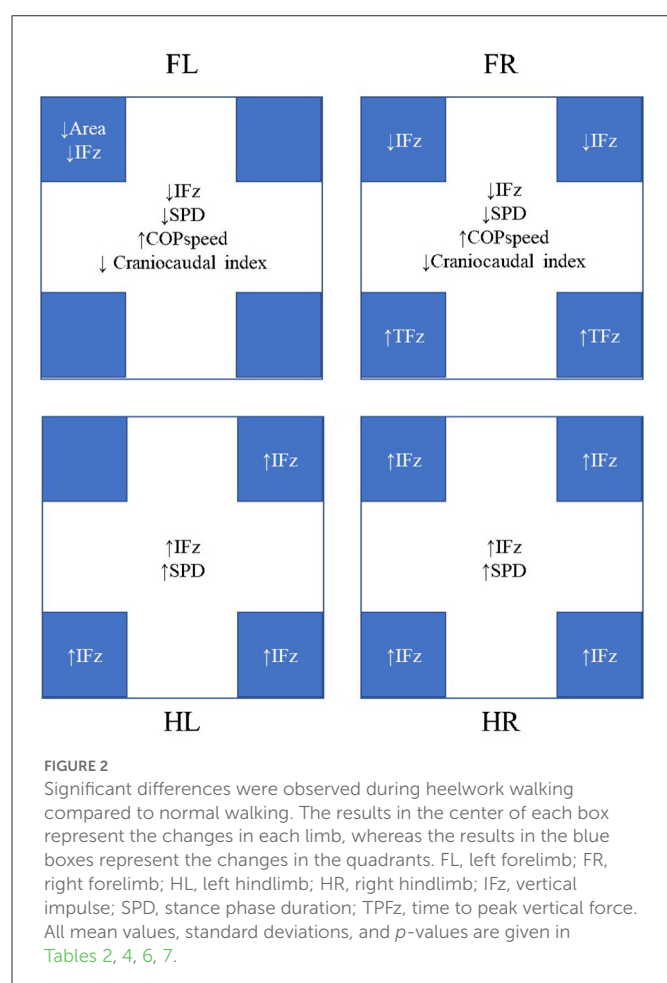 FL FR
↓Area
↓IFz
↓IFz
↓SPD
↑COPspeed
↓ Craniocaudal index
↓IFz ↓IFz
↓IFz
↓SPD
↑COPspeed
↓Craniocaudal index
↑TFz ↑TFz
↑IFz
↑IFz
↑SPD
↑IFz ↑IFz
↑IFz ↑IFz
↑IFz
↑SPD
↑IFz ↑IFz
HL HR
FIGURE 2
Significant differences were observed during heelwork walking
compared to normal walking. The results in the center of each box
represent the changes in each limb, whereas the results in the blue
boxes represent the changes in the quadrants. FL, left forelimb; FR,
right forelimb; HL, left hindlimb; HR, right hindlimb; IFz, vertical
impulse; SPD, stance phase duration; TPFz, time to peak vertical force.
All mean values, standard deviations, and p-values are given in
Tables 2, 4, 6, 7.